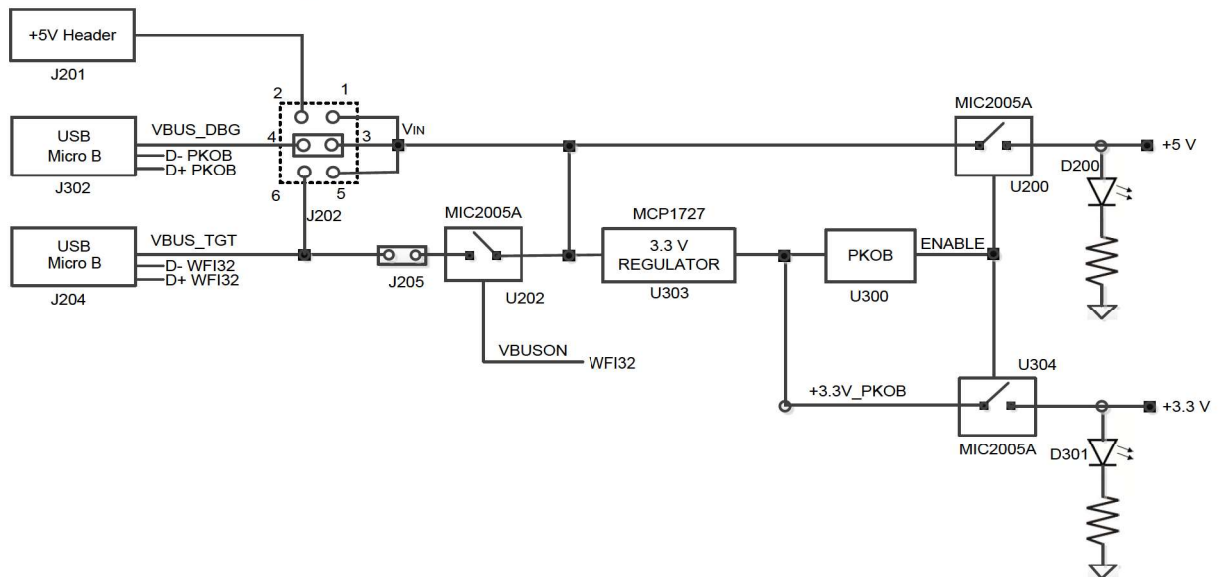 +5V Header
J201
2
1
USB
Micro B
VBUS_DBG
D- PKOB
D+ PKOB
J302
4
3
VIN
6
5
J202
MIC2005A
U200
D200
+5 V
USB
Micro B
VBUS_TGT
D- WFI32
D+ WFI32
J204
J205
MIC2005A
U202
VBUSON
WFI32
MCP1727
3.3 V
REGULATOR
U303
PKOB
U300
ENABLE
U304
+3.3V_PKOB
MIC2005A
+3.3 V
D301